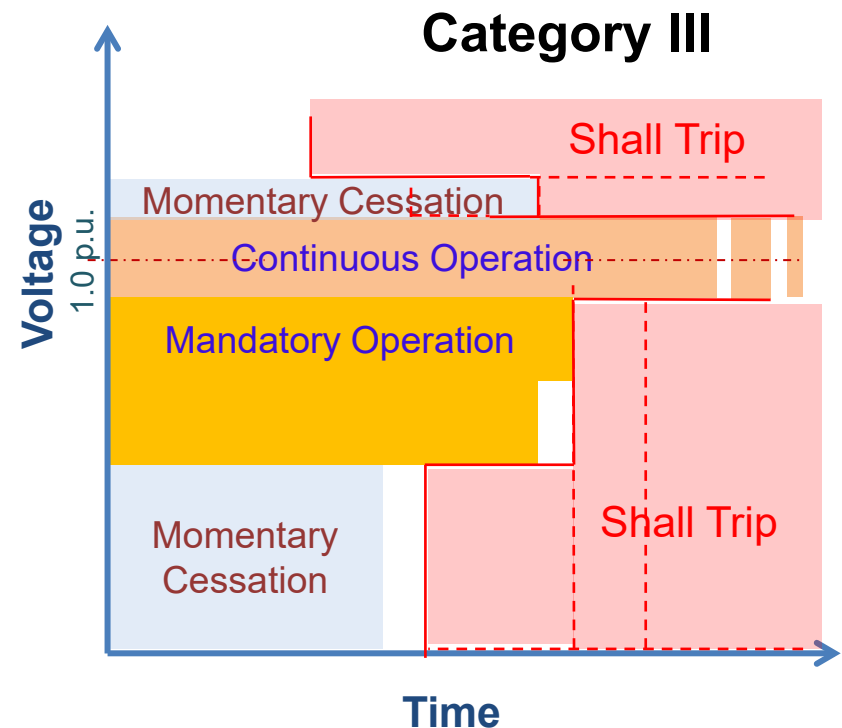 Category III
Shall Trip
Momentary Cessation
Voltage
1.0 p.u.
Continuous Operation
Mandatory Operation
Momentary
Cessation
Shall Trip
Time